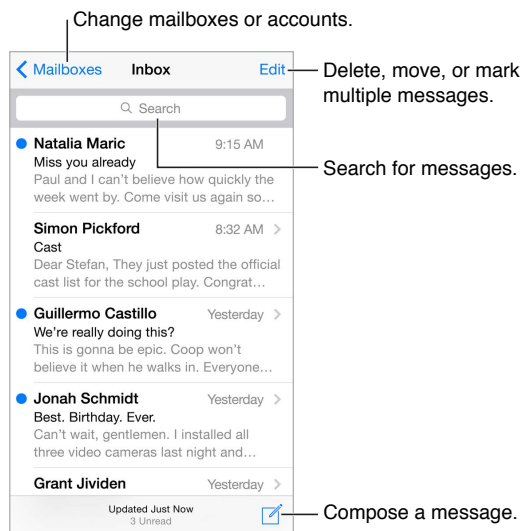 Change mailboxes or accounts.
Mailboxes Inbox Edit
Delete, move, or mark
multiple messages.
Search
Natalia Maric 9:15 AM
Miss you already
Search for messages.
Paul and I can't believe how quickly the
week went by. Come visit us again so…
Simon Pickford 8:32 AM
Cast
Dear Stefan, They just posted the official
cast list for the school play. Congrat…
Guillermo Castillo Yesterday
We're really doing this?
This is gonna be epic. Coop won't
believe it when he walks in. Everyone…
Jonah Schmidt Yesterday
Best. Birthday. Ever.
Can't wait, gentlemen. I installed all
three video cameras last night and…
Grant Jividen Yesterday
Updated Just Now
3 Unread
Compose a message.